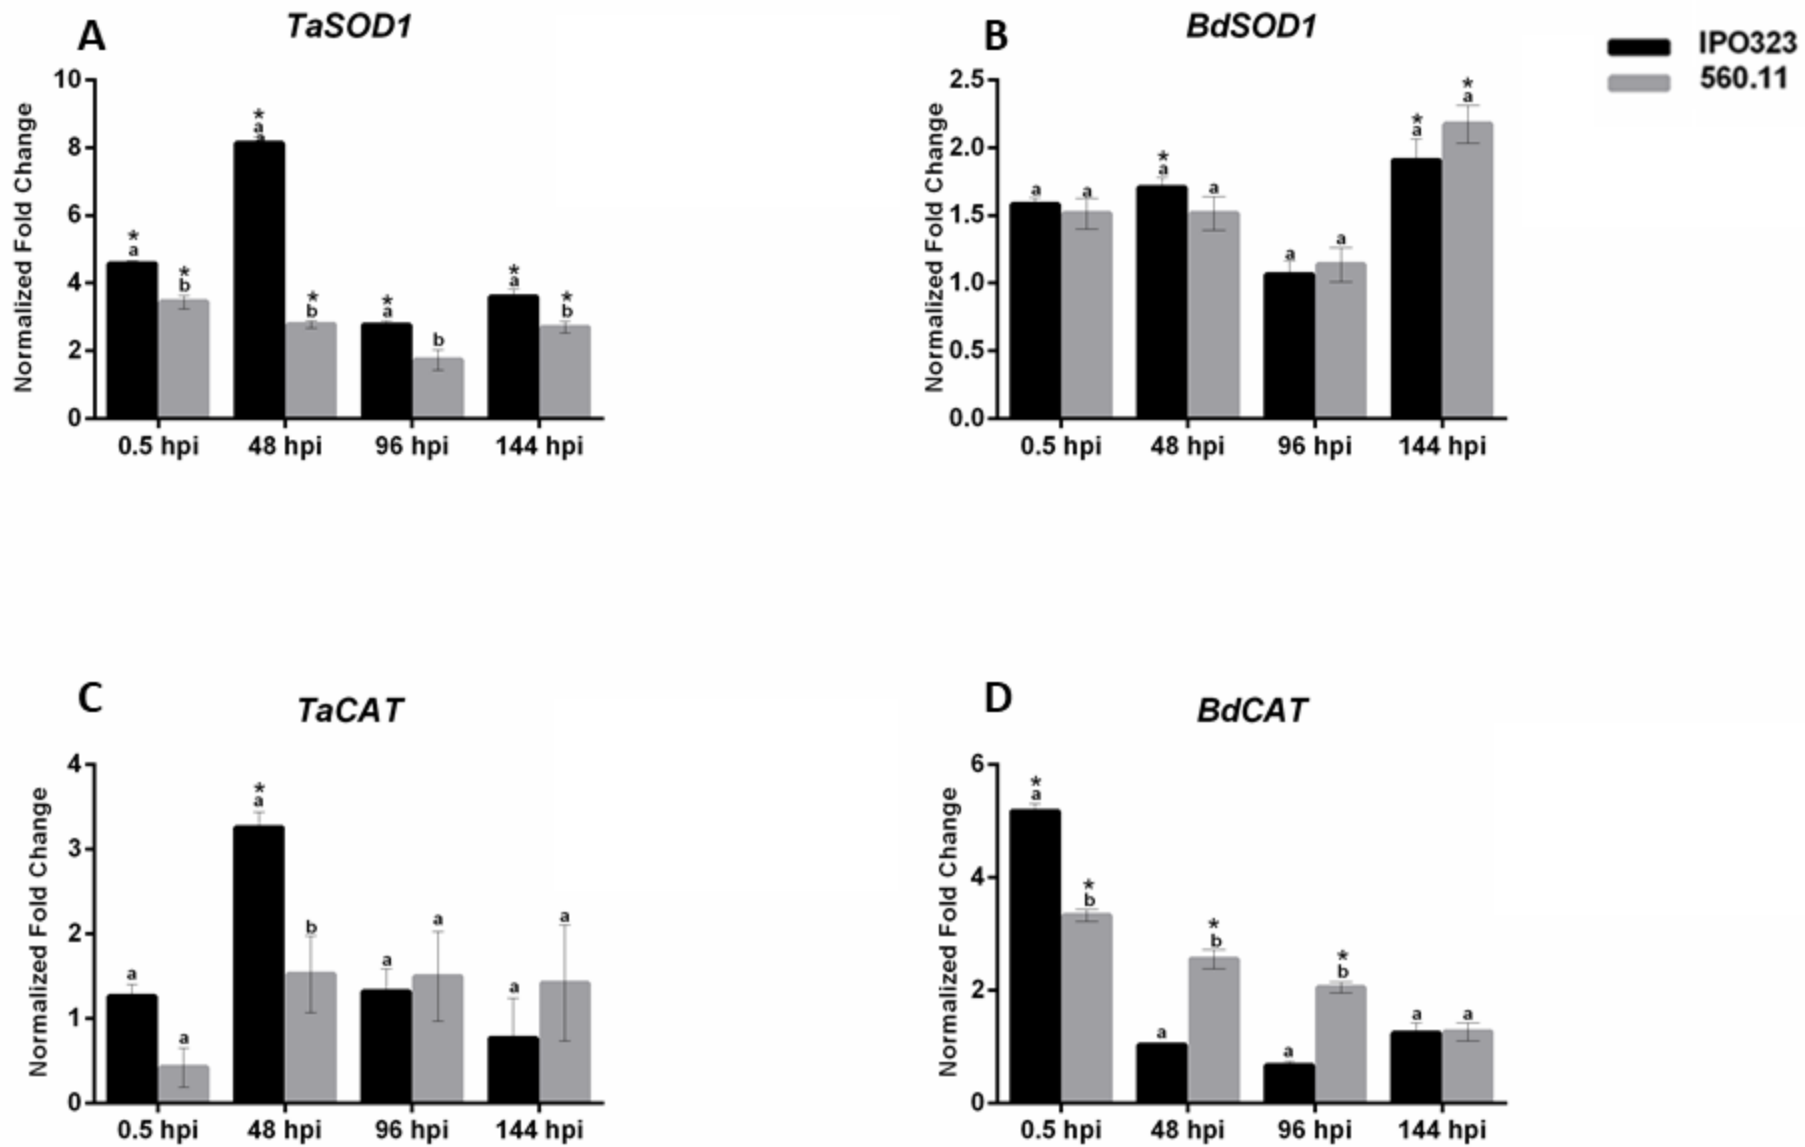 A
TaSOD1
Normalized Fold Change
10
8
6
4
2
0
* a a
* b
* a
* b
* a
b
* a
* b
0.5 hpi 48 hpi 96 hpi 144 hpi
B
BdSOD1
IPO323
560.11
Normalized Fold Change
2.5
2.0
1.5
1.0
0.5
0.0
a
a
* a
a
a
a
* a
* a
0.5 hpi 48 hpi 96 hpi 144 hpi
C
TaCAT
Normalized Fold Change
4
3
2
1
0
a
a
* a
b
a
a
a
a
0.5 hpi 48 hpi 96 hpi 144 hpi
D
BdCAT
Normalized Fold Change
6
4
2
0
* a
* b
a
* b
a
* b
a
a
0.5 hpi 48 hpi 96 hpi 144 hpi